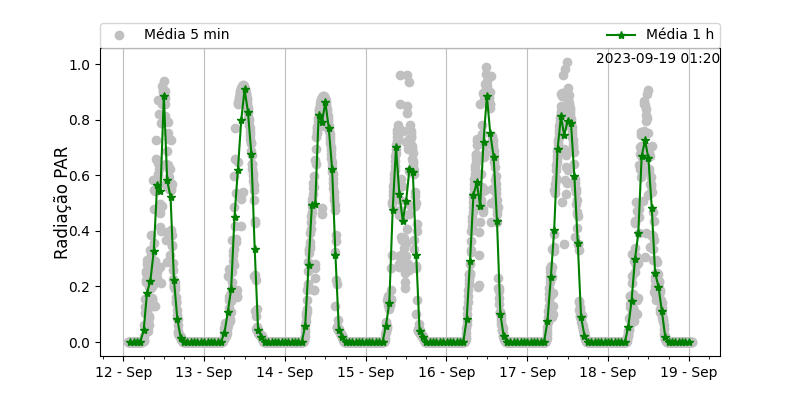 Média 5 min
Média 1 h
2023-09-19 01:20
Radiação PAR
1.0
0.8
0.6
0.4
0.2
0.0
12 - Sep
13 - Sep
14 - Sep
15 - Sep
16 - Sep
17 - Sep
18 - Sep
19 - Sep